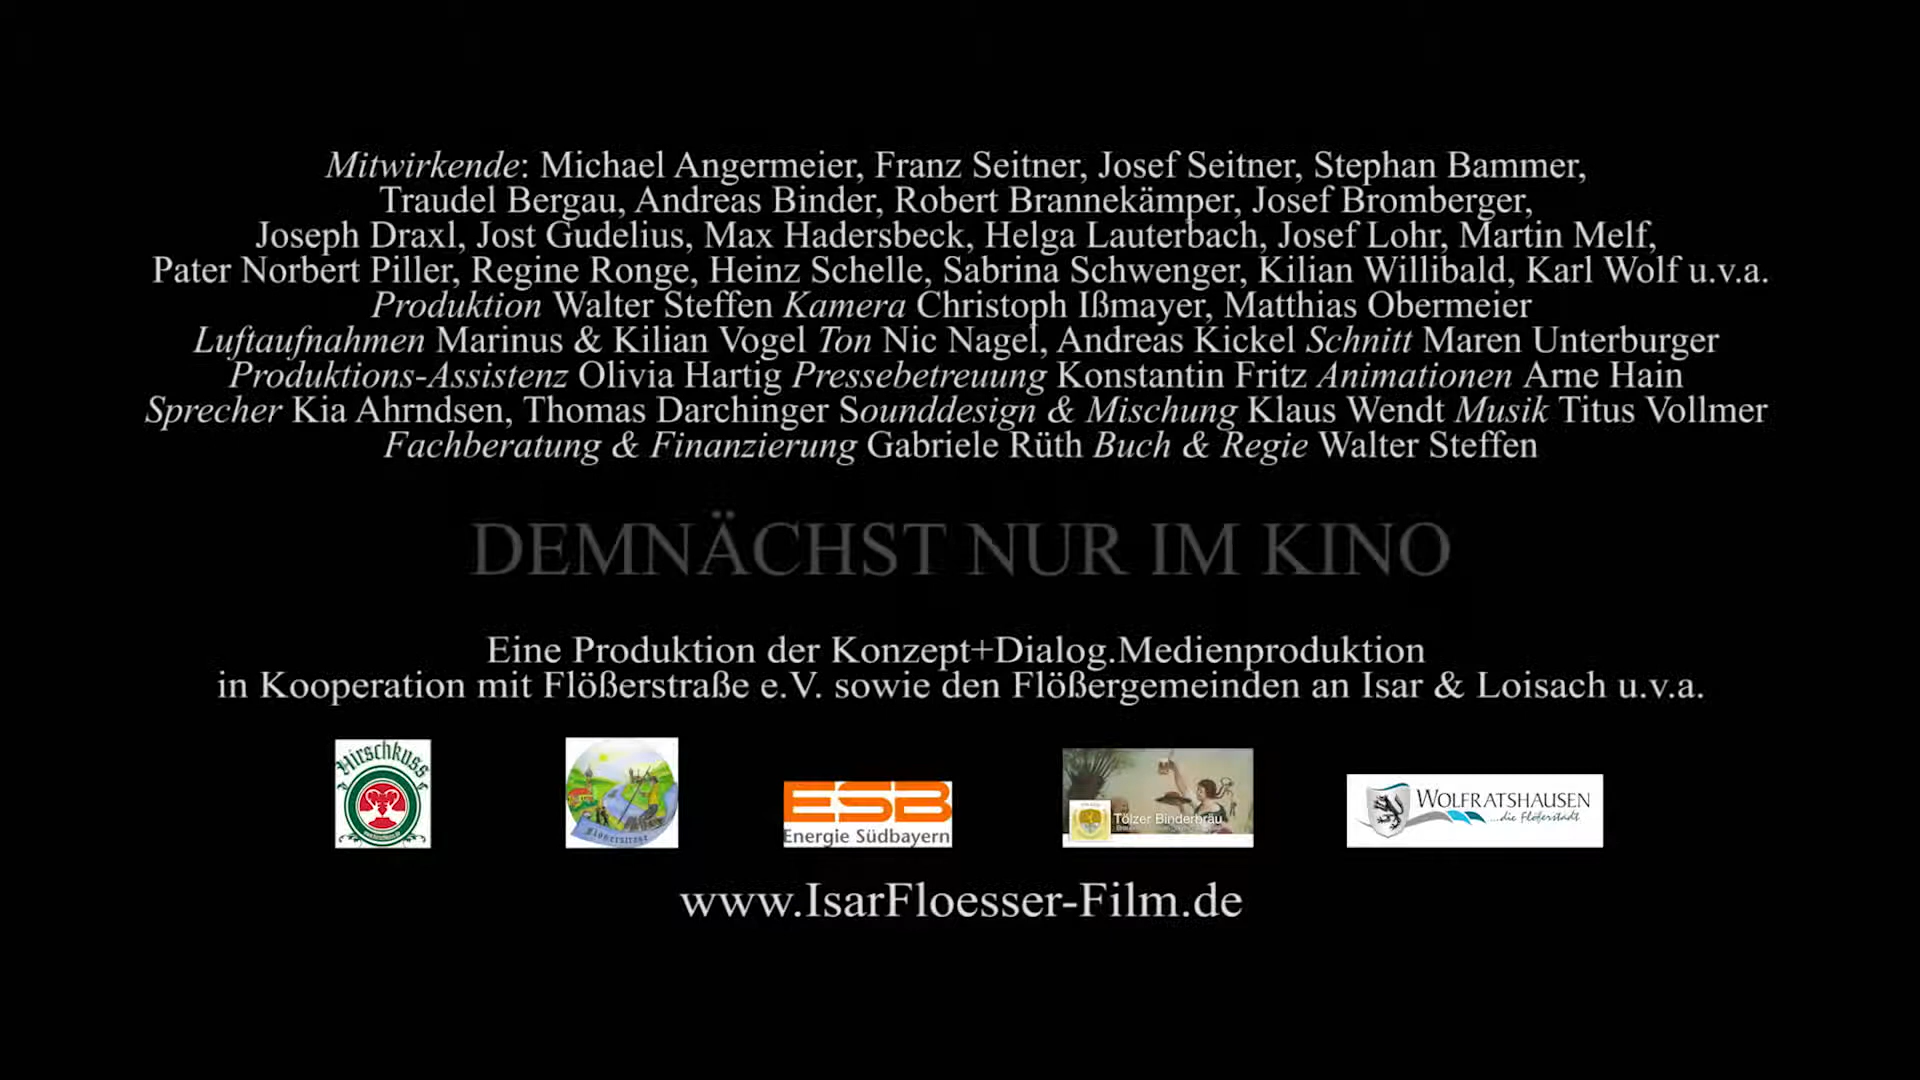 Mitwirkende: Michael Angermeier, Franz Seitner, Josef Seitner, Stephan Bammer,
Traudel Bergau, Andreas Binder, Robert Brannekämper, Josef Bromberger,
Joseph Draxl, Jost Gudelius, Max Hadersbeck, Helga Lauterbach, Josef Lohr, Martin Melf,
Pater Norbert Piller, Regine Ronge, Heinz Schelle, Sabrina Schwenger, Kilian Willibald, Karl Wolf u.v.a.
Produktion Walter Steffen Kamera Christoph Ißmayer, Matthias Obermeier
Luftaufnahmen Marinus & Kilian Vogel Ton Nic Nagel, Andreas Kickel Schnitt Maren Unterburger
Produktions-Assistenz Olivia Hartig Pressebetreuung Konstantin Fritz Animationen Arne Hain
Sprecher Kia Ahrndsen, Thomas Darchinger Sounddesign & Mischung Klaus Wendt Musik Titus Vollmer
Fachberatung & Finanzierung Gabriele Rüth Buch & Regie Walter Steffen
DEMNÄCHST NUR IM KINO
Eine Produktion der Konzept+Dialog.Medienproduktion
in Kooperation mit Flößerstraße e.V. sowie den Flößergemeinden an Isar & Loisach u.v.a.
Hirschkuss
ESB
Energie Südbayern
Tölzer Binderbräu
WOLFRATSHAUSEN
...die Flößerstadt
www.IsarFloesser-Film.de